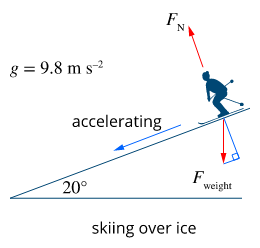 F_N
g = 9.8 m s⁻²
accelerating
20°
F_weight
skiing over ice